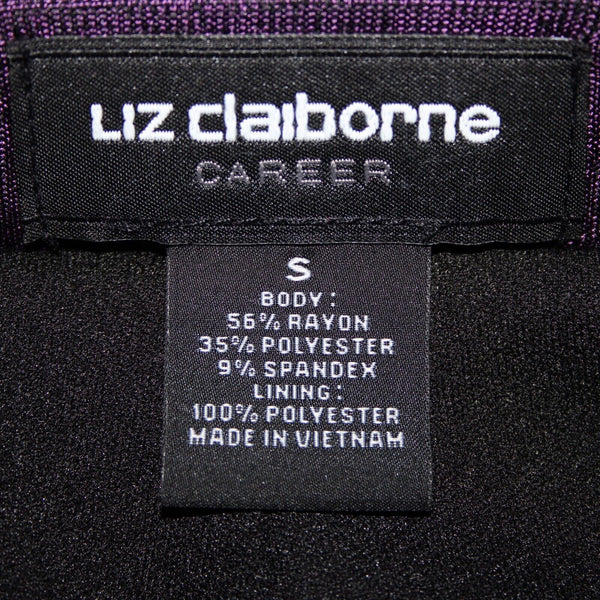 Liz claiborne
CAREER
S
BODY:
56% RAYON
35% POLYESTER
9% SPANDEX
LINING:
100% POLYESTER
MADE IN VIETNAM